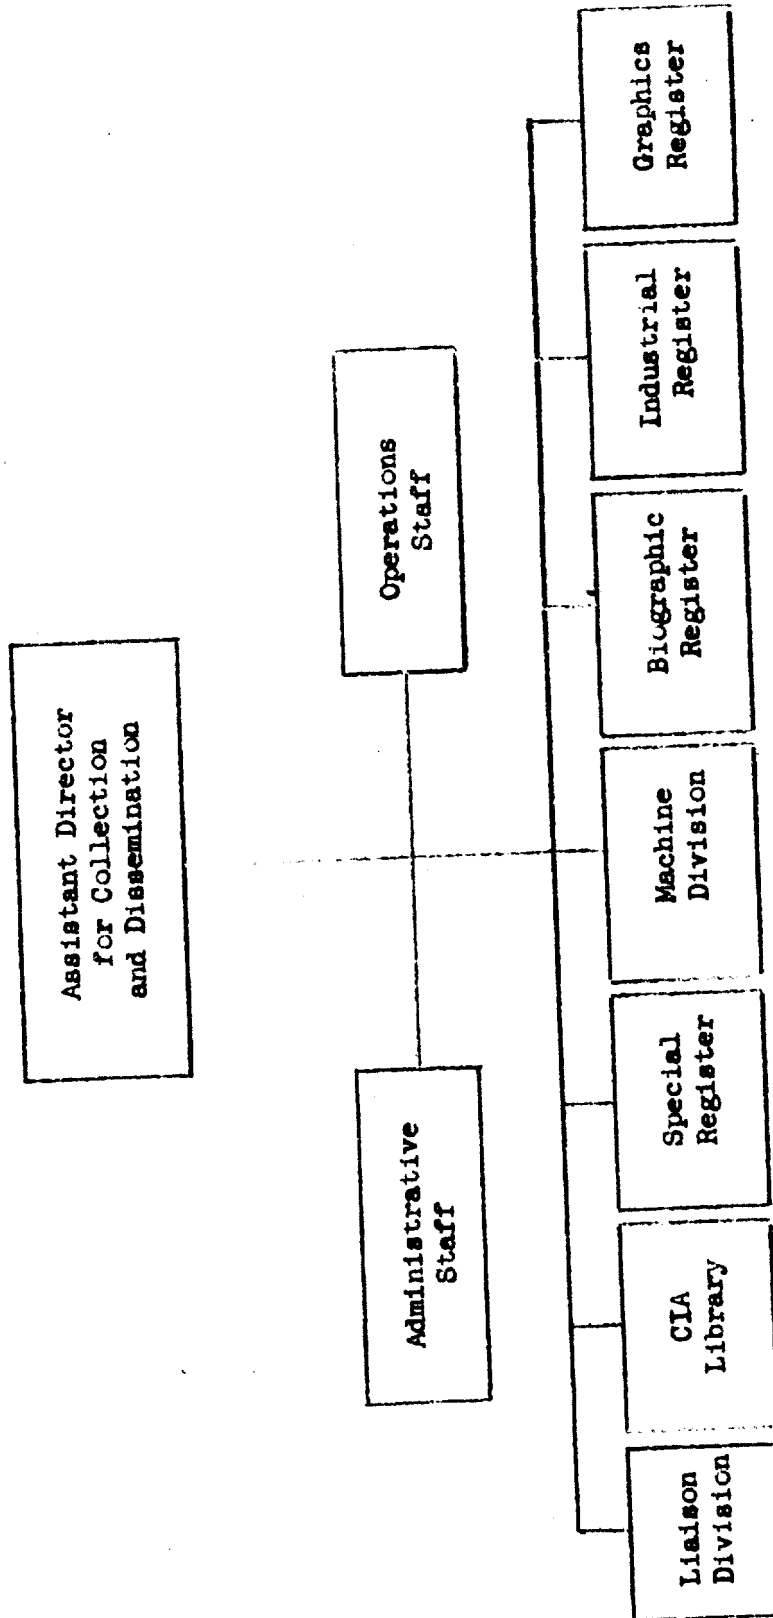 Assistant Director
for Collection
and Dissemination
Administrative
Staff
Operations
Staff
Liaison
Division
CIA
Library
Special
Register
Machine
Division
Biographic
Register
Industrial
Register
Graphics
Register